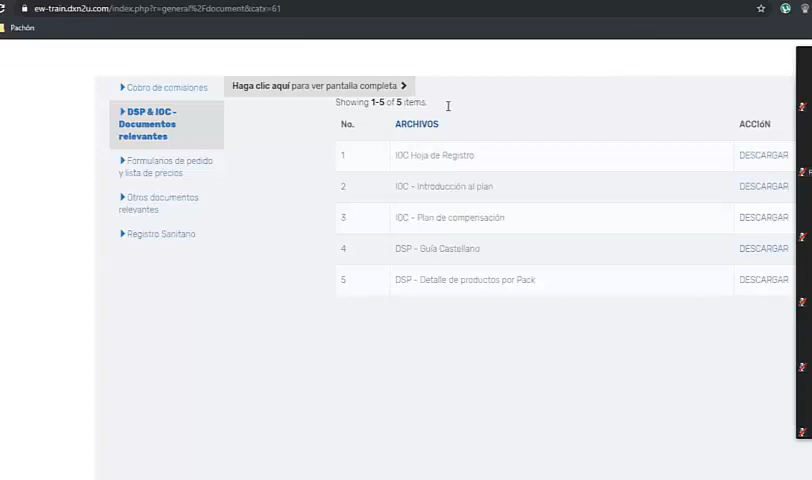 ew-train.dxn2u.com/index.php?r=general%2Fdocument&catx=61
Pachón
Cobro de comisiones
DSP & IOC -
Documentos
relevantes
Formularios de pedido
y lista de precios
Otros documentos
relevantes
Registro Sanitario
Haga clic aquí para ver pantalla completa
Showing 1-5 of 5 items.
No. ARCHIVOS ACCIóN
1 IOC Hoja de Registro DESCARGAR
2 IOC - Introducción al plan DESCARGAR
3 IOC - Plan de compensación DESCARGAR
4 DSP - Guía Castellano DESCARGAR
5 DSP - Detalle de productos por Pack DESCARGAR